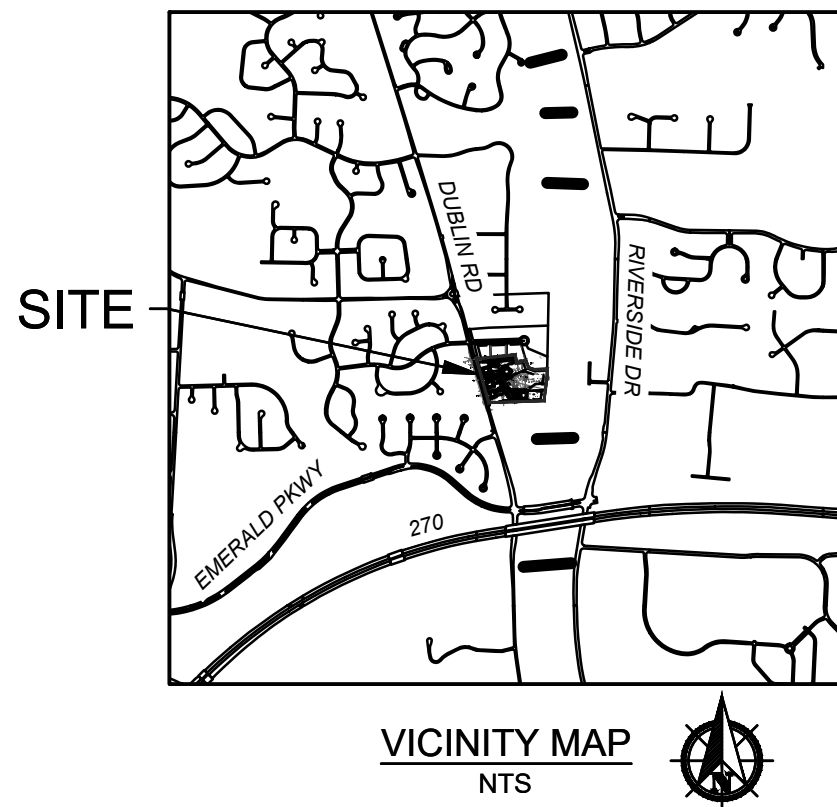 DUBLIN RD
RIVERSIDE DR
SITE
EMERALD PKWY
270
VICINITY MAP
NTS
N